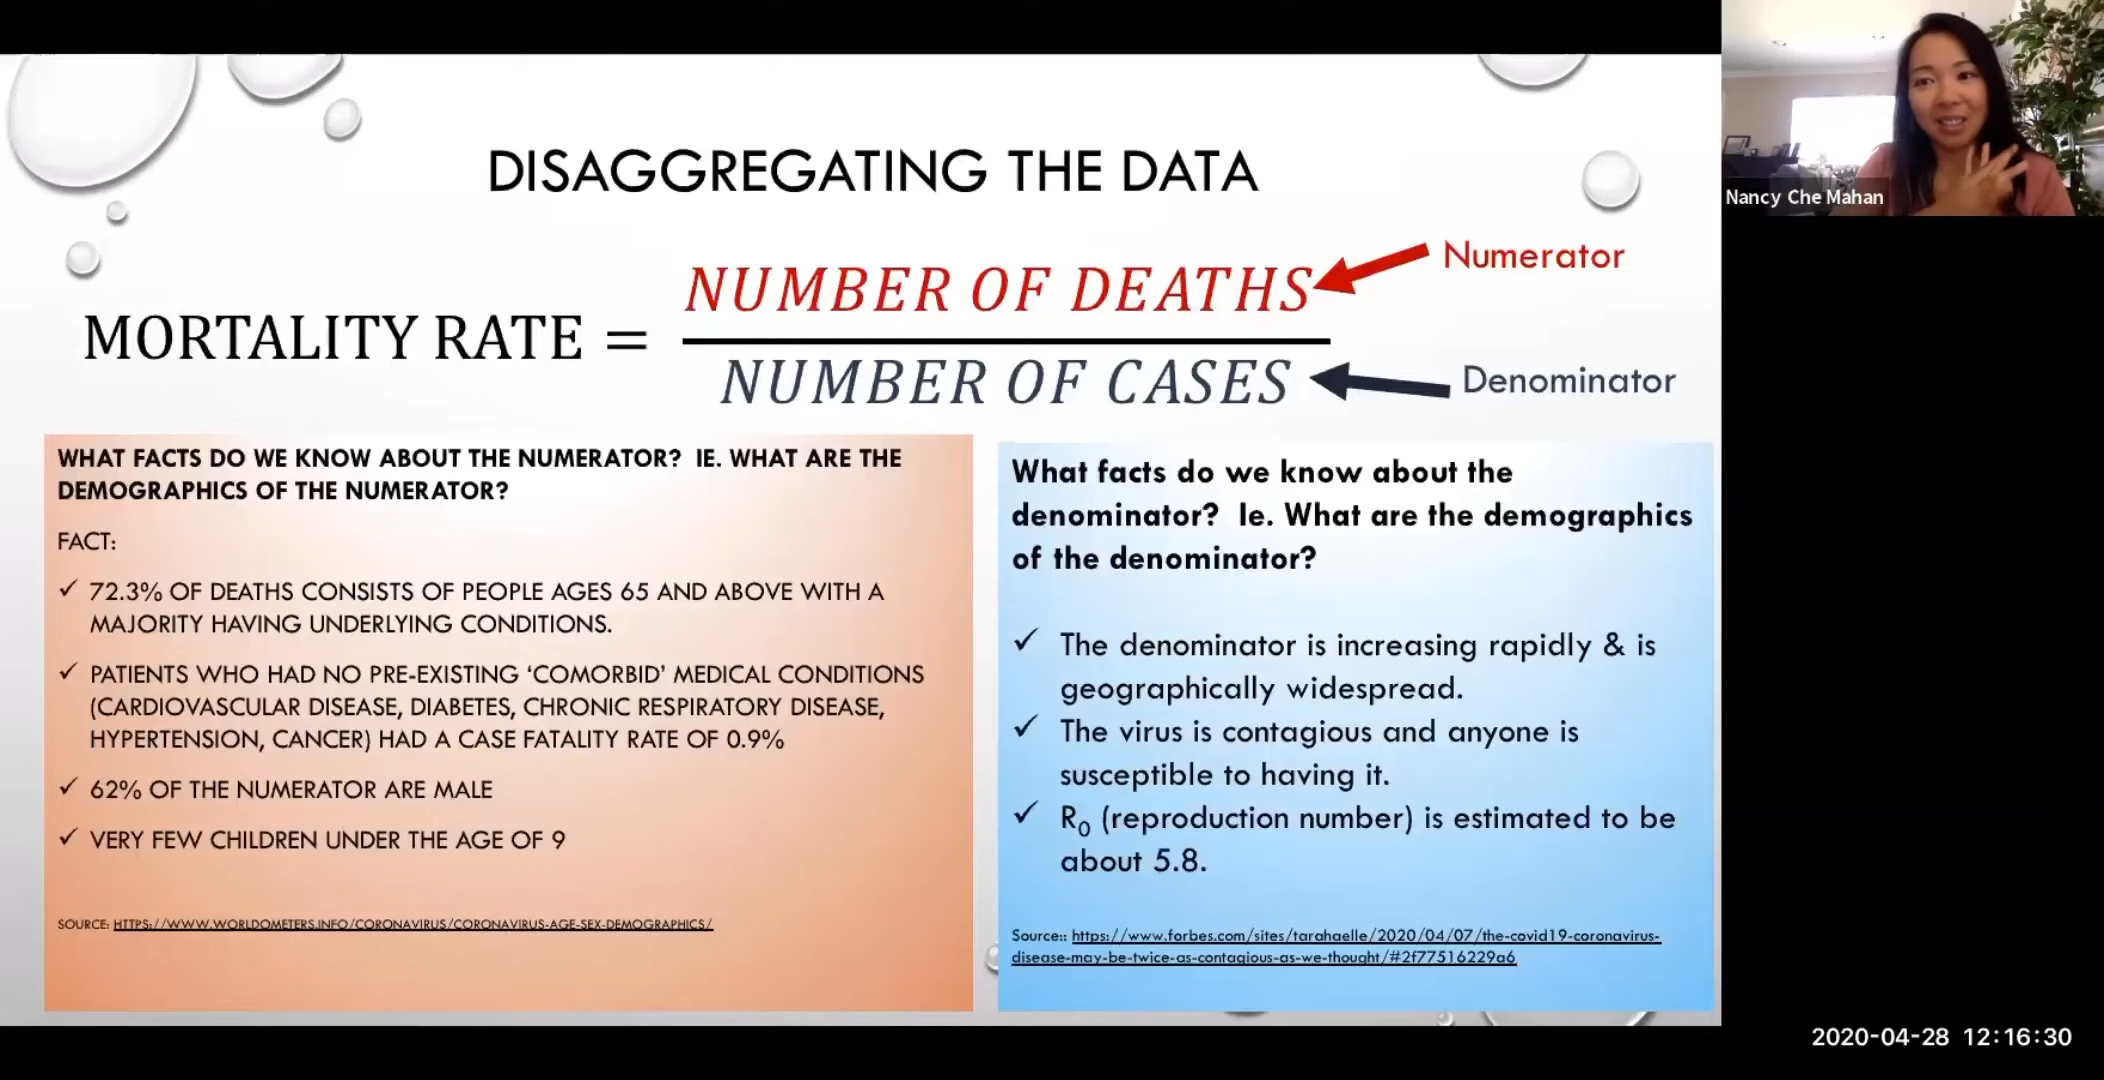 DISAGGREGATING THE DATA
MORTALITY RATE =
NUMBER OF DEATHS
NUMBER OF CASES
Numerator
Denominator
WHAT FACTS DO WE KNOW ABOUT THE NUMERATOR? IE. WHAT ARE THE
DEMOGRAPHICS OF THE NUMERATOR?
FACT:
✓ 72.3% OF DEATHS CONSISTS OF PEOPLE AGES 65 AND ABOVE WITH A
MAJORITY HAVING UNDERLYING CONDITIONS.
✓ PATIENTS WHO HAD NO PRE-EXISTING ‘COMORBID’ MEDICAL CONDITIONS
(CARDIOVASCULAR DISEASE, DIABETES, CHRONIC RESPIRATORY DISEASE,
HYPERTENSION, CANCER) HAD A CASE FATALITY RATE OF 0.9%
✓ 62% OF THE NUMERATOR ARE MALE
✓ VERY FEW CHILDREN UNDER THE AGE OF 9
SOURCE: HTTPS://WWW.WORLDOMETERS.INFO/CORONAVIRUS/CORONAVIRUS-AGE-SEX-DEMOGRAPHICS/
What facts do we know about the
denominator? Ie. What are the demographics
of the denominator?
✓ The denominator is increasing rapidly & is
geographically widespread.
✓ The virus is contagious and anyone is
susceptible to having it.
✓ R₀ (reproduction number) is estimated to be
about 5.8.
Source:: https://www.forbes.com/sites/tarahaelle/2020/04/07/the-covid19-coronavirus-
disease-may-be-twice-as-contagious-as-we-thought/#2f77516229a6
Nancy Che Mahan
2020-04-28 12:16:30